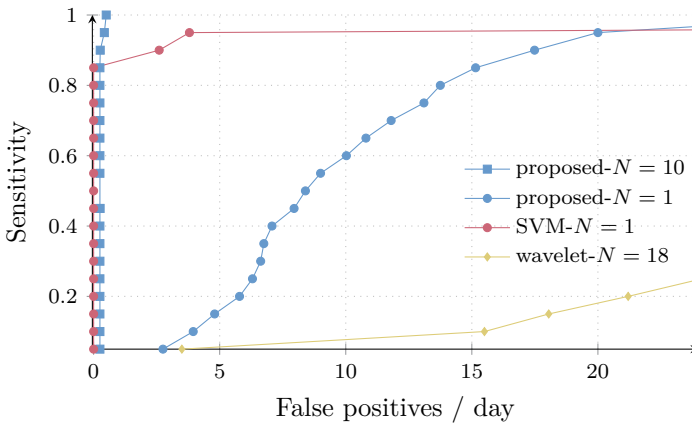 1
0.8
0.6
0.4
0.2
Sensitivity
proposed-N = 10
proposed-N = 1
SVM-N = 1
wavelet-N = 18
0 5 10 15 20
False positives / day